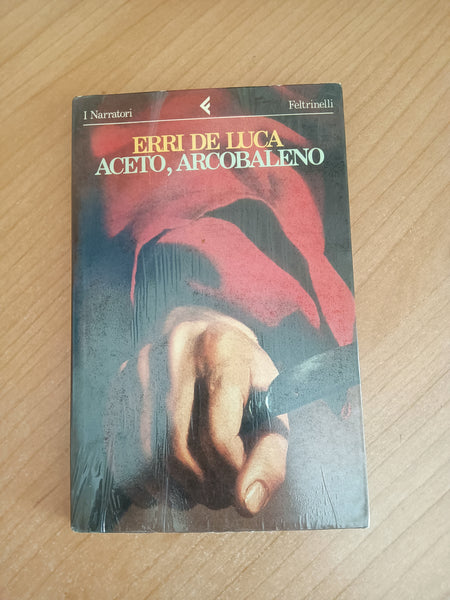 I Narratori
Feltrinelli
ERRI DE LUCA
ACETO, ARCOBALENO